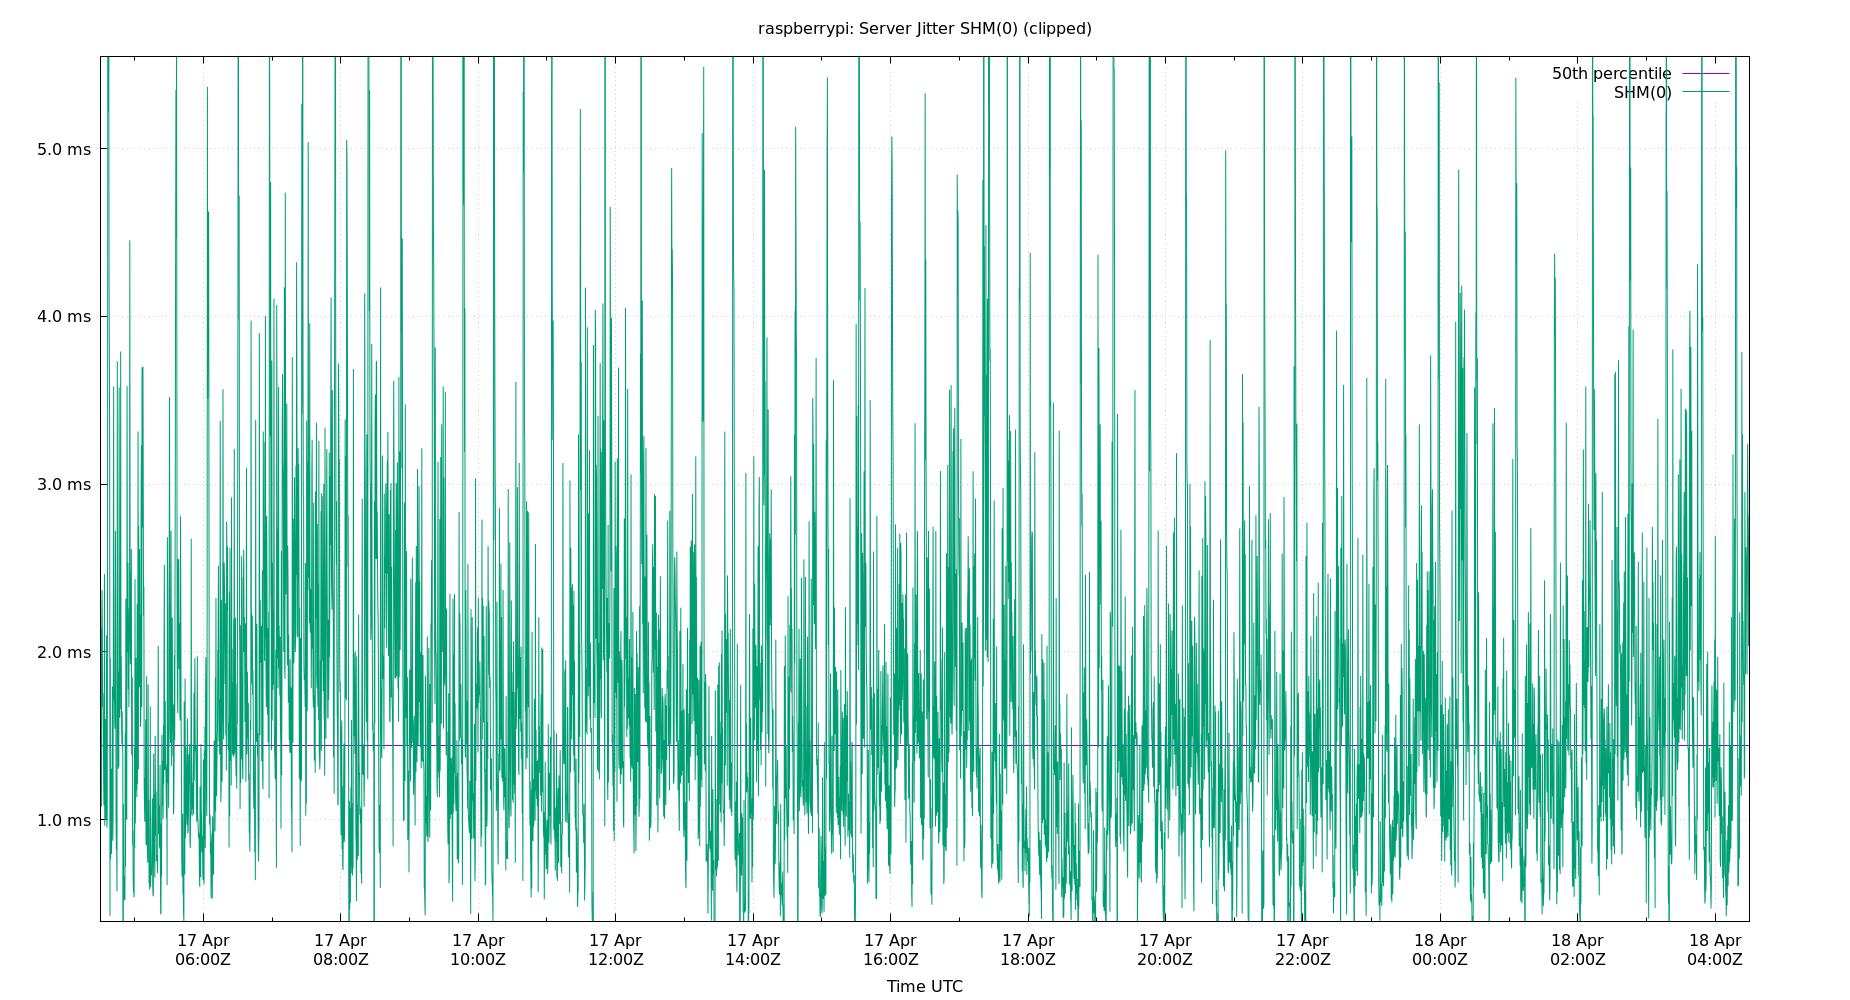 raspberrypi: Server Jitter SHM(0) (clipped)
50th percentile
SHM(0)
5.0 ms
4.0 ms
3.0 ms
2.0 ms
1.0 ms
17 Apr 17 Apr 17 Apr 17 Apr 17 Apr 17 Apr 17 Apr 17 Apr 17 Apr 18 Apr 18 Apr 18 Apr
06:00Z 08:00Z 10:00Z 12:00Z 14:00Z 16:00Z 18:00Z 20:00Z 22:00Z 00:00Z 02:00Z 04:00Z
Time UTC